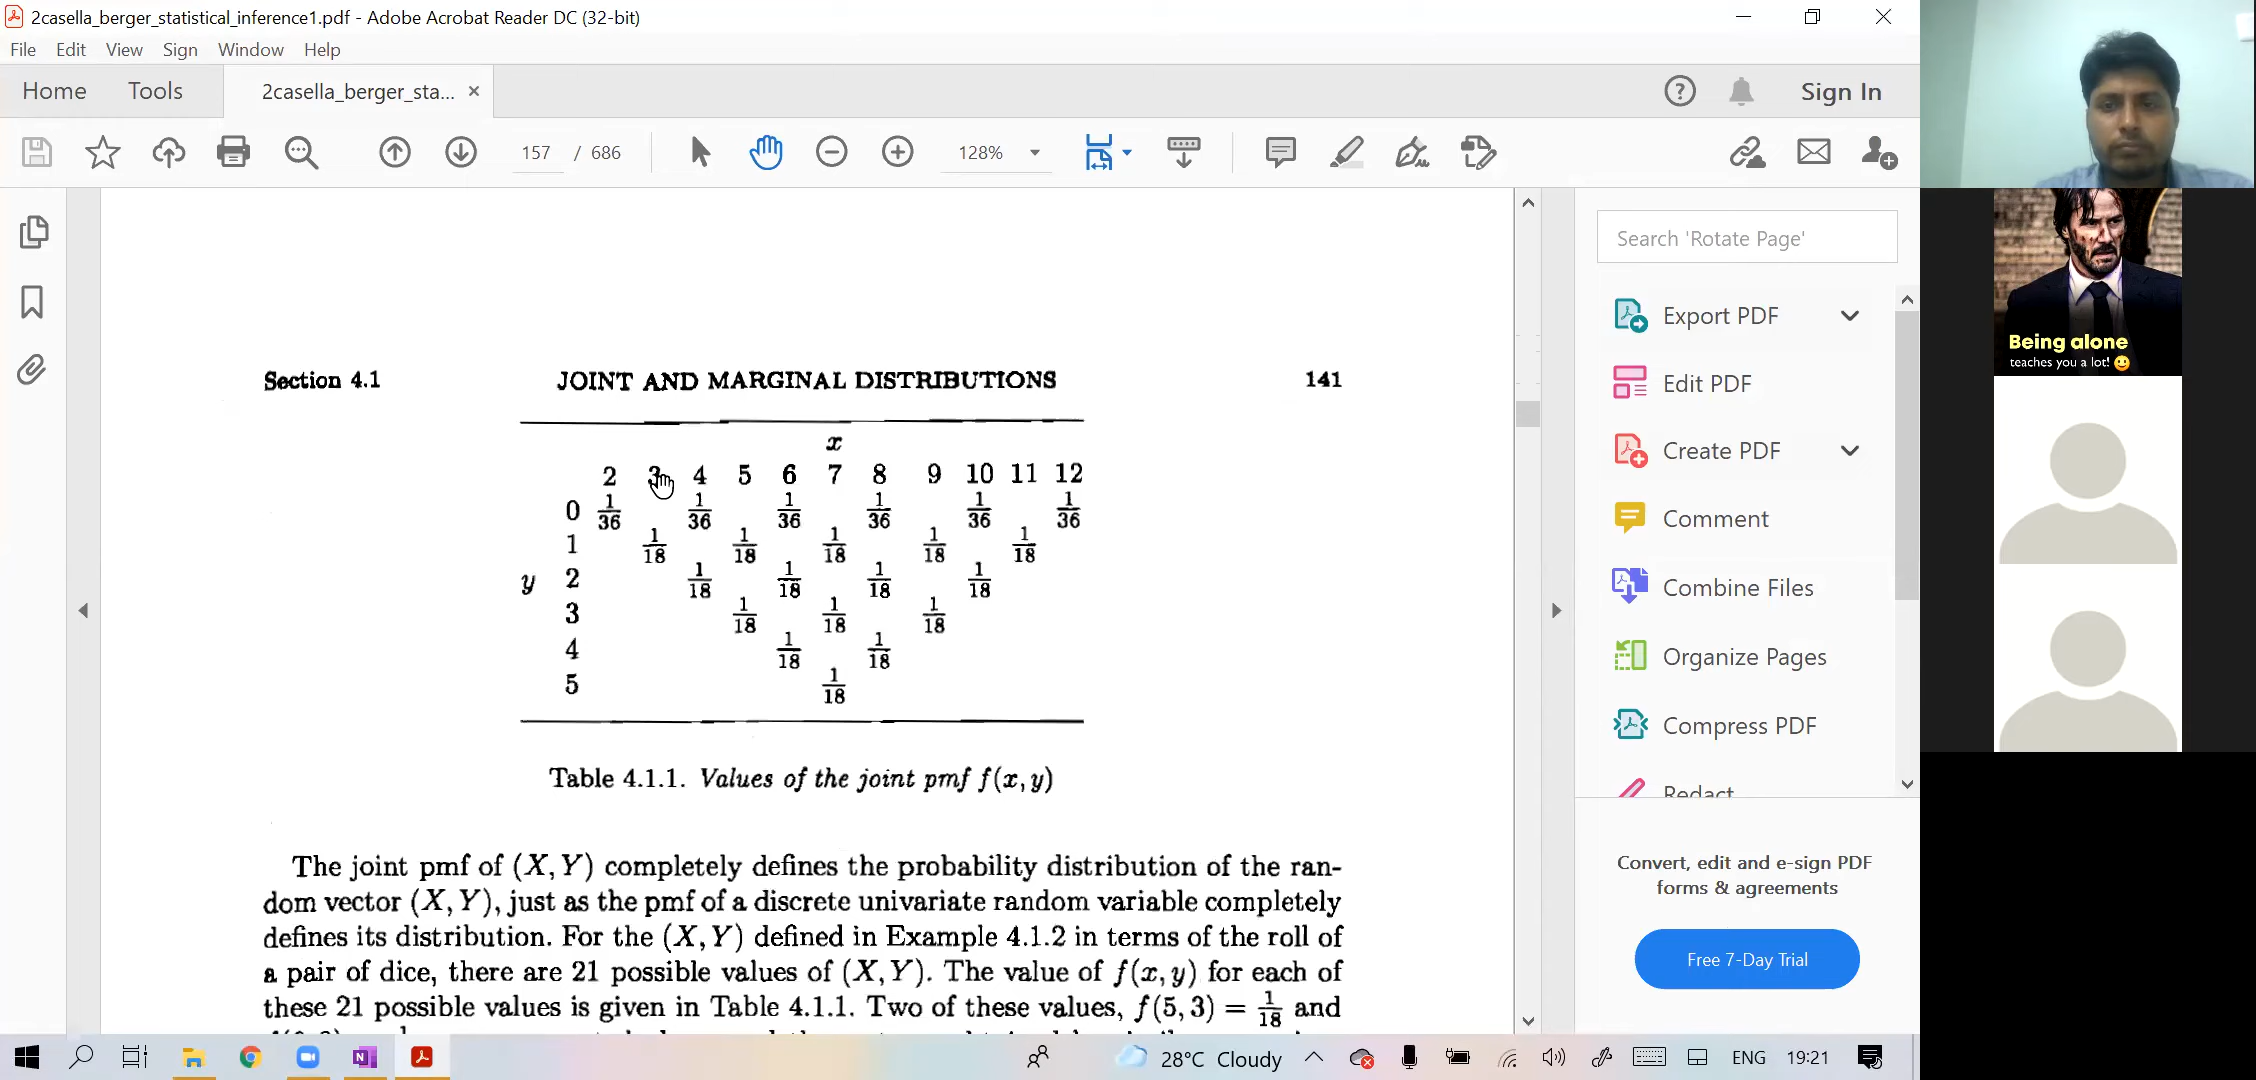 2casella_berger_statistical_inference1.pdf - Adobe Acrobat Reader DC (32-bit)
File Edit View Sign Window Help
Home Tools 2casella_berger_sta... × Sign In
157 / 686 128%
Search 'Rotate Page'
Export PDF
Edit PDF
Create PDF
Comment
Combine Files
Organize Pages
Compress PDF
Redact
Convert, edit and e-sign PDF
forms & agreements
Free 7-Day Trial
Section 4.1 JOINT AND MARGINAL DISTRIBUTIONS 141
x
2 3 4 5 6 7 8 9 10 11 12
0 1/36 1/36 1/36 1/36 1/36 1/36
1 1/18 1/18 1/18 1/18 1/18
y 2 1/18 1/18 1/18 1/18
3 1/18 1/18 1/18
4 1/18 1/18
5 1/18
Table 4.1.1. Values of the joint pmf f(x, y)
The joint pmf of (X, Y) completely defines the probability distribution of the ran-
dom vector (X, Y), just as the pmf of a discrete univariate random variable completely
defines its distribution. For the (X, Y) defined in Example 4.1.2 in terms of the roll of
a pair of dice, there are 21 possible values of (X, Y). The value of f(x, y) for each of
these 21 possible values is given in Table 4.1.1. Two of these values, f(5, 3) = 1/18 and
Being alone
teaches you a lot! 🙂
28°C Cloudy ENG 19:21